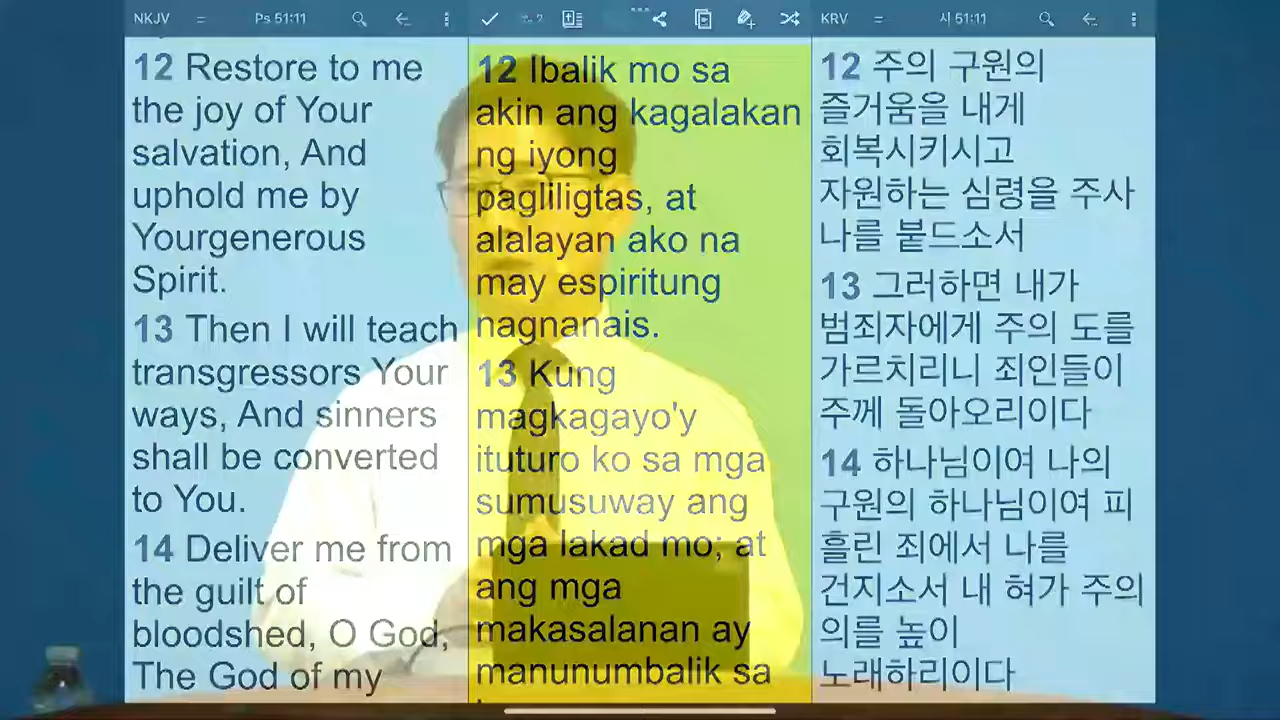 NKJV = Ps 51:11
12 Restore to me
the joy of Your
salvation, And
uphold me by
Yourgenerous
Spirit.
13 Then I will teach
transgressors Your
ways, And sinners
shall be converted
to You.
14 Deliver me from
the guilt of
bloodshed, O God,
The God of my
12 Ibalik mo sa
akin ang kagalakan
ng iyong
pagliligtas, at
alalayan ako na
may espiritung
nagnanais.
13 Kung
magkagayo'y
ituturo ko sa mga
sumusuway ang
mga lakad mo; at
ang mga
makasalanan ay
manunumbalik sa
KRV = 시 51:11
12 주의 구원의
즐거움을 내게
회복시키시고
자원하는 심령을 주사
나를 붙드소서
13 그러하면 내가
범죄자에게 주의 도를
가르치리니 죄인들이
주께 돌아오리이다
14 하나님이여 나의
구원의 하나님이여 피
흘린 죄에서 나를
건지소서 내 혀가 주의
의를 높이
노래하리이다